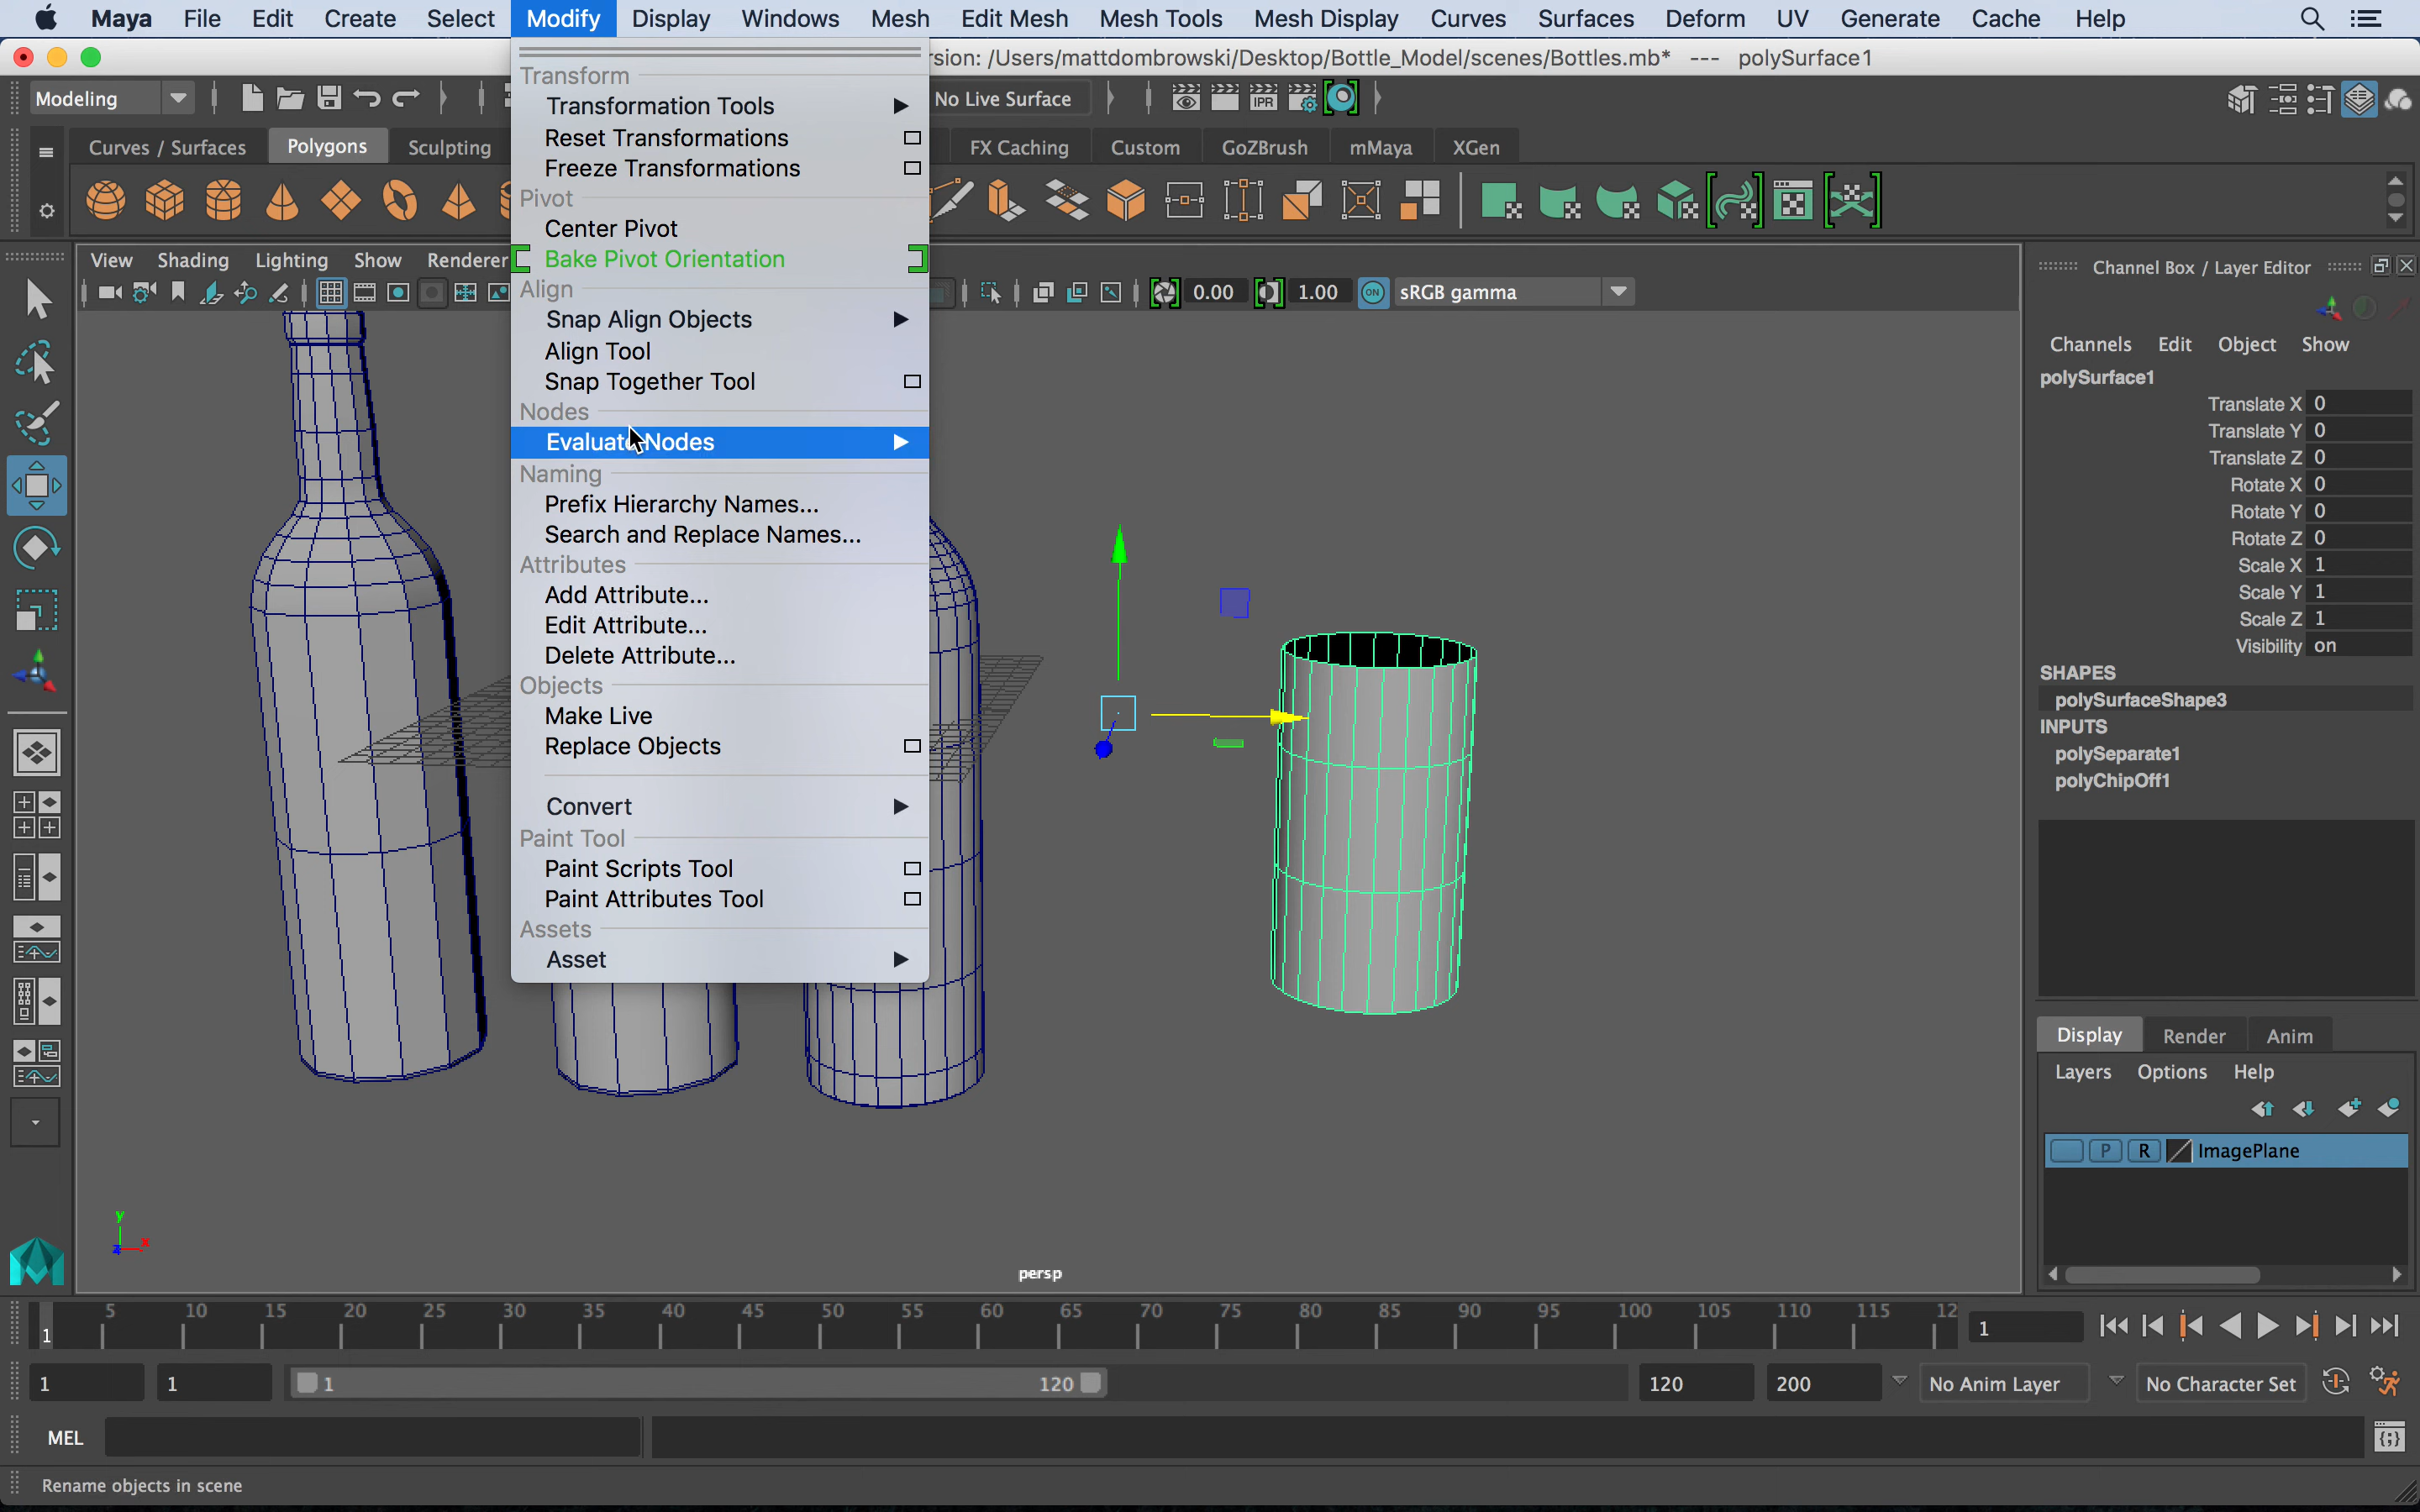 Maya File Edit Create Select Modify Display Windows Mesh Edit Mesh Mesh Tools Mesh Display Curves Surfaces Deform UV Generate Cache Help
sion: /Users/mattdombrowski/Desktop/Bottle_Model/scenes/Bottles.mb* --- polySurface1
Modeling
No Live Surface
IPR
Curves / Surfaces Polygons Sculpting FX Caching Custom GoZBrush mMaya XGen
View Shading Lighting Show Renderer
0.00 1.00 ON sRGB gamma
Transform
Transformation Tools
Reset Transformations
Freeze Transformations
Pivot
Center Pivot
Bake Pivot Orientation
Align
Snap Align Objects
Align Tool
Snap Together Tool
Nodes
Evaluate Nodes
Naming
Prefix Hierarchy Names...
Search and Replace Names...
Attributes
Add Attribute...
Edit Attribute...
Delete Attribute...
Objects
Make Live
Replace Objects
Convert
Paint Tool
Paint Scripts Tool
Paint Attributes Tool
Assets
Asset
y
z x
persp
Channel Box / Layer Editor
Channels Edit Object Show
polySurface1
Translate X 0
Translate Y 0
Translate Z 0
Rotate X 0
Rotate Y 0
Rotate Z 0
Scale X 1
Scale Y 1
Scale Z 1
Visibility on
SHAPES
polySurfaceShape3
INPUTS
polySeparate1
polyChipOff1
Display Render Anim
Layers Options Help
P R ImagePlane
1 5 10 15 20 25 30 35 40 45 50 55 60 65 70 75 80 85 90 95 100 105 110 115 12 1
1 1 1 120 120 200 No Anim Layer No Character Set
MEL
Rename objects in scene